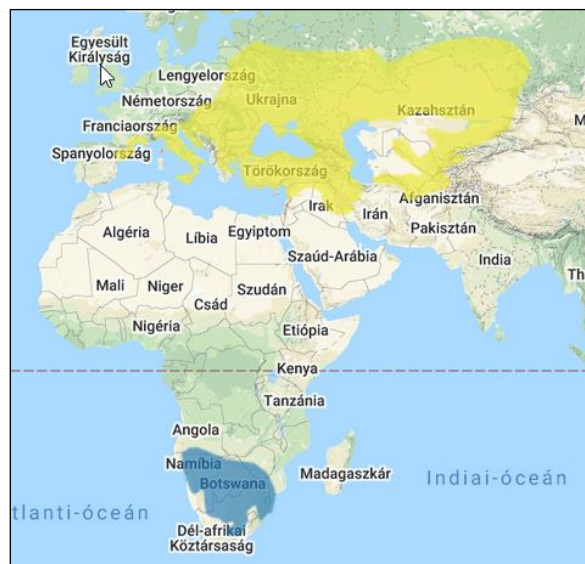 Egyesült
Királyság
Lengyelország
Németország
Ukrajna
Kazahsztán
Franciaország
Spanyolország
Törökország
Irak
Irán
Afganisztán
Pakisztán
M
Algéria
Líbia
Egyiptom
Szaúd-Arábia
India
Th
Mali
Niger
Csád
Szudán
Nigéria
Etiópia
Kenya
Tanzánia
Angola
Namíbia
Botswana
Madagaszkár
Indiai-óceán
tlanti-óceán
Dél-afrikai
Köztársaság